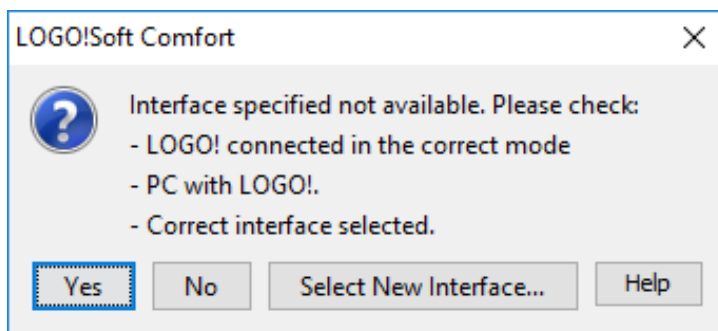 LOGO!Soft Comfort
Interface specified not available. Please check:
- LOGO! connected in the correct mode
- PC with LOGO!.
- Correct interface selected.
Yes No Select New Interface... Help